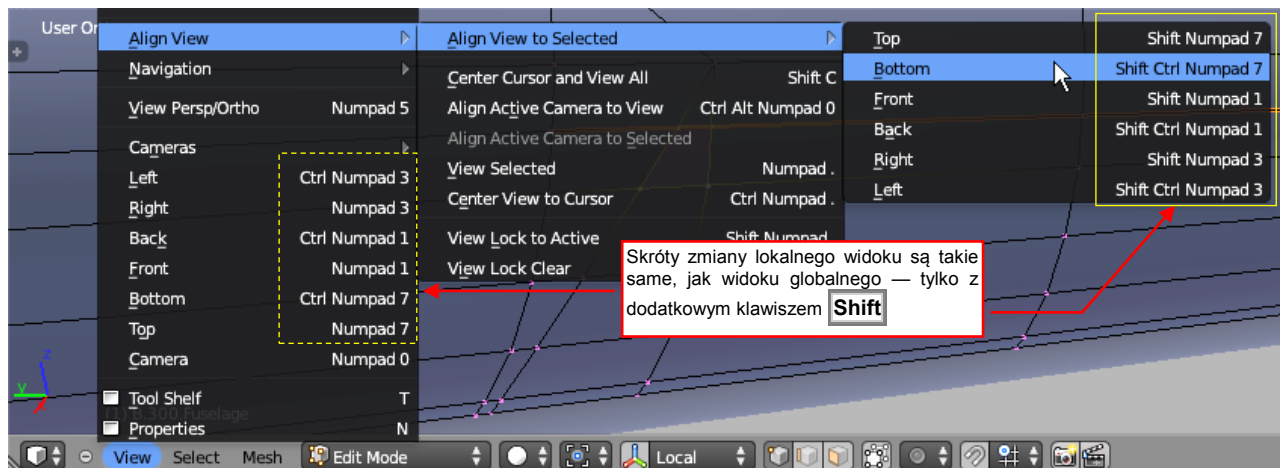 User Or
Align View
Navigation
View Persp/Ortho Numpad 5
Cameras
Left Ctrl Numpad 3
Right Numpad 3
Back Ctrl Numpad 1
Front Numpad 1
Bottom Ctrl Numpad 7
Top Numpad 7
Camera Numpad 0
Tool Shelf T
(1) B.300.Fuselage
Properties N
Align View to Selected
Center Cursor and View All Shift C
Align Active Camera to View Ctrl Alt Numpad 0
Align Active Camera to Selected
View Selected Numpad .
Center View to Cursor Ctrl Numpad .
View Lock to Active Shift Numpad
View Lock Clear
Top Shift Numpad 7
Bottom Shift Ctrl Numpad 7
Front Shift Numpad 1
Back Shift Ctrl Numpad 1
Right Shift Numpad 3
Left Shift Ctrl Numpad 3
Skróty zmiany lokalnego widoku są takie
same, jak widoku globalnego — tylko z
dodatkowym klawiszem Shift
z
y
View Select Mesh Edit Mode Local